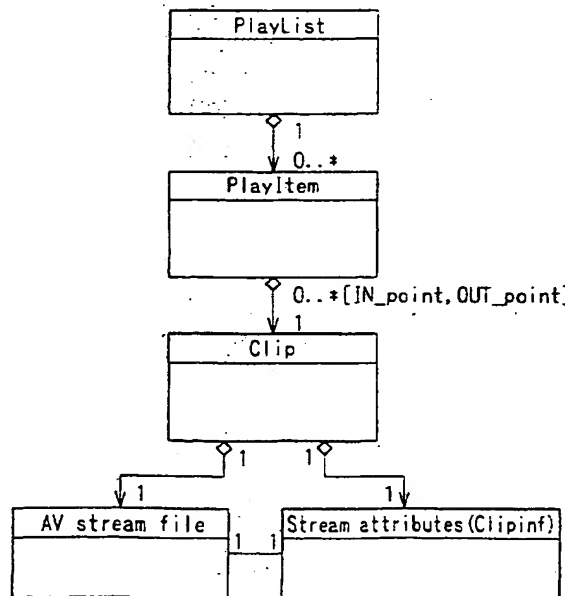 PlayList
1
0..*
PlayItem
0..*[IN_point,OUT_point]
1
Clip
1 1
1 1
AV stream file Stream attributes(Clipinf)
1 1